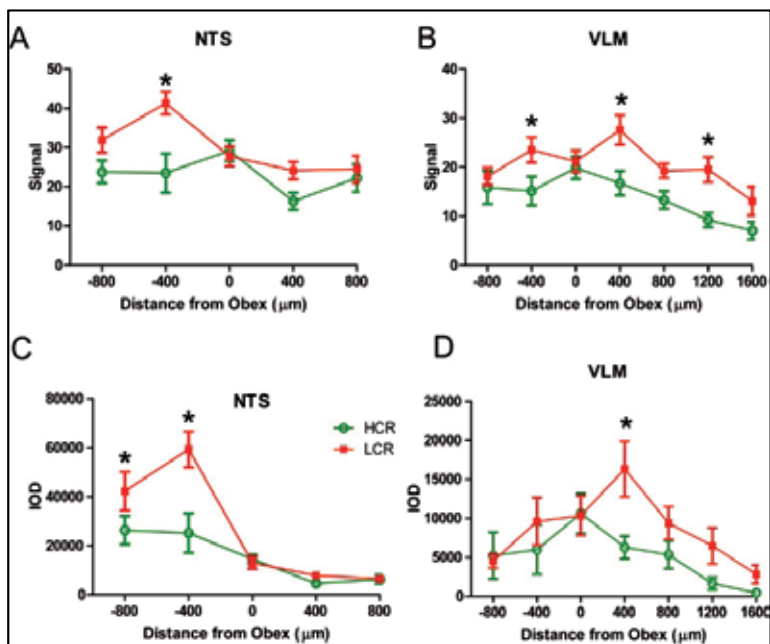 A
NTS
50
40
30
20
10
0
Signal
*
-800 -400 0 400 800
Distance from Obex (μm)
B
VLM
40
30
20
10
0
Signal
* * *
-800 -400 0 400 800 1200 1600
Distance from Obex (μm)
C
NTS
80000
60000
40000
20000
0
IOD
* *
HCR
LCR
-800 -400 0 400 800
Distance from Obex (μm)
D
VLM
25000
20000
15000
10000
5000
0
IOD
*
-800 -400 0 400 800 1200 1600
Distance from Obex (μm)